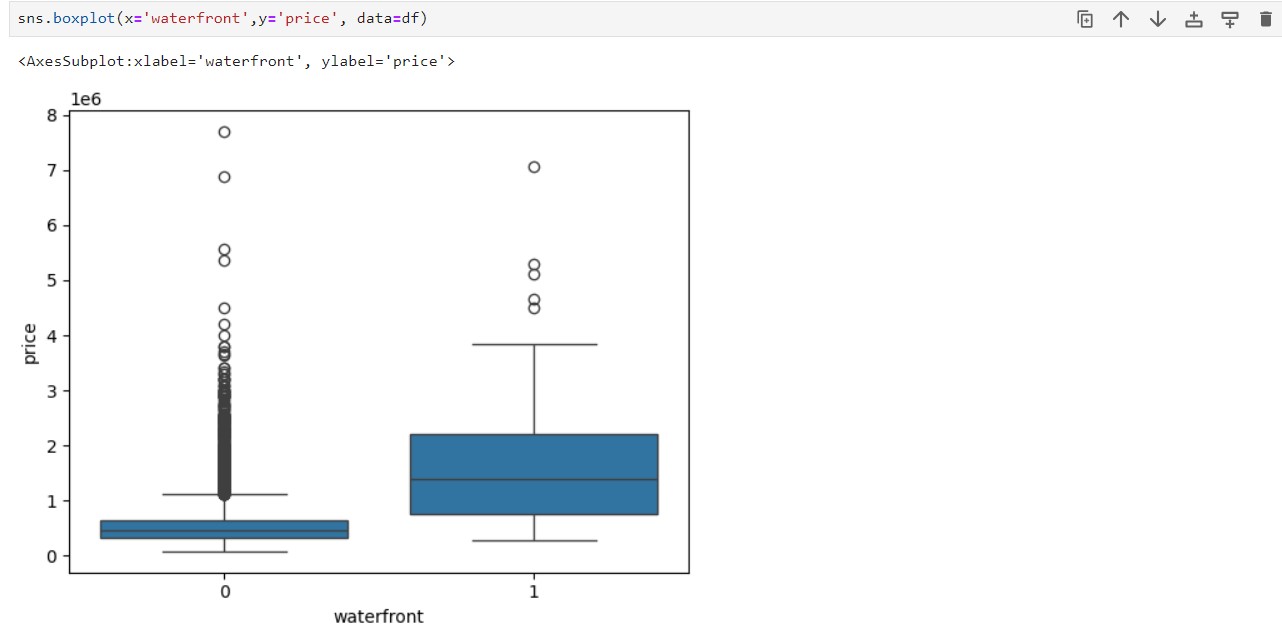 sns.boxplot(x='waterfront',y='price', data=df)
<AxesSubplot:xlabel='waterfront', ylabel='price'>
1e6
8
7
6
5
4
3
2
1
0
price
0 1
waterfront